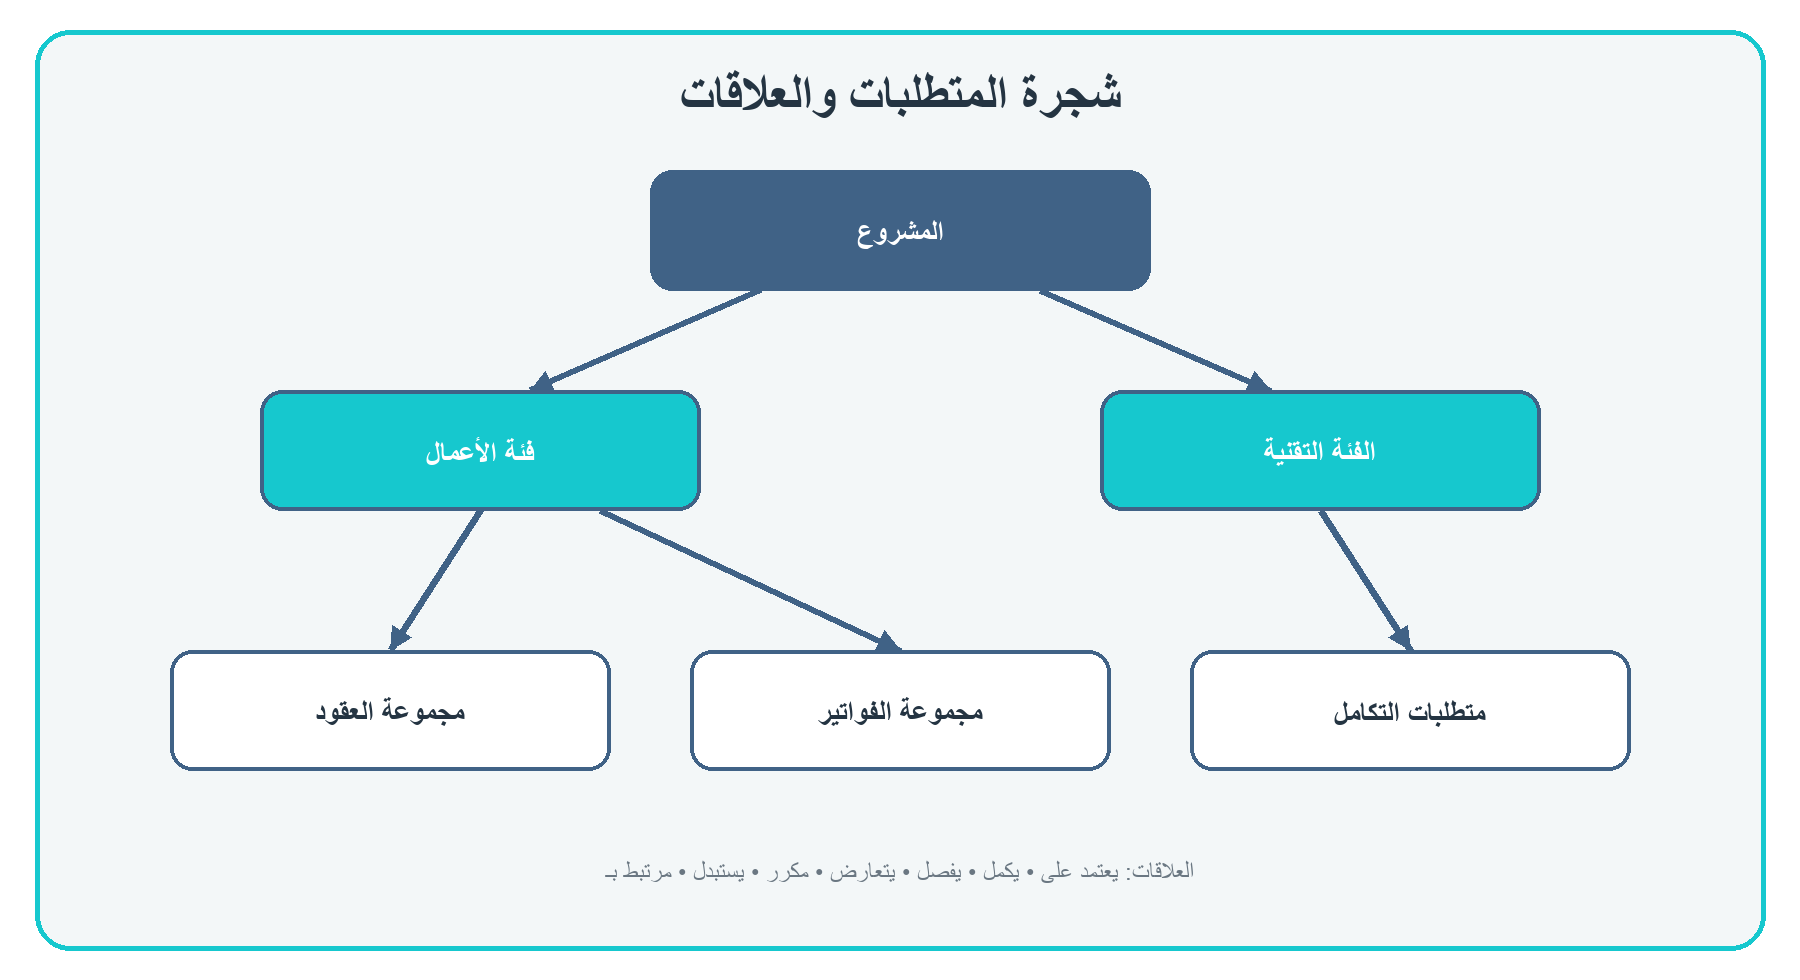 شجرة المتطلبات والعلاقات
المشروع
الفئة التقنية
فئة الأعمال
متطلبات التكامل
مجموعة الفواتير
مجموعة العقود
العلاقات: يعتمد على • يكمل • يفصل • يتعارض • مكرر • يستبدل • مرتبط بـ